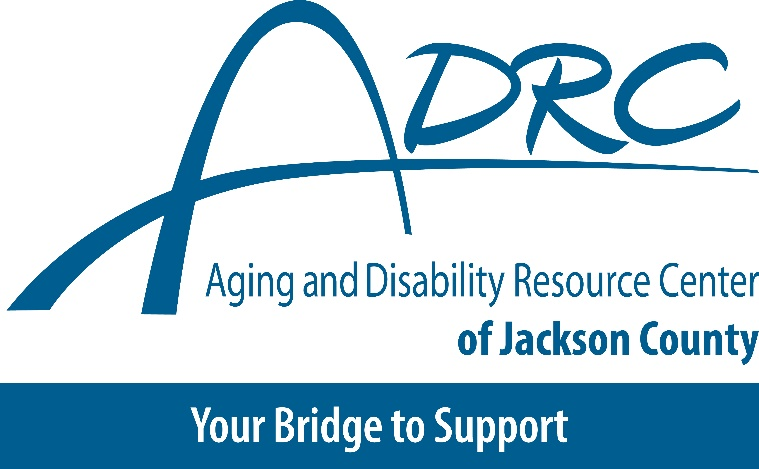 ADRC
Aging and Disability Resource Center
of Jackson County
Your Bridge to Support